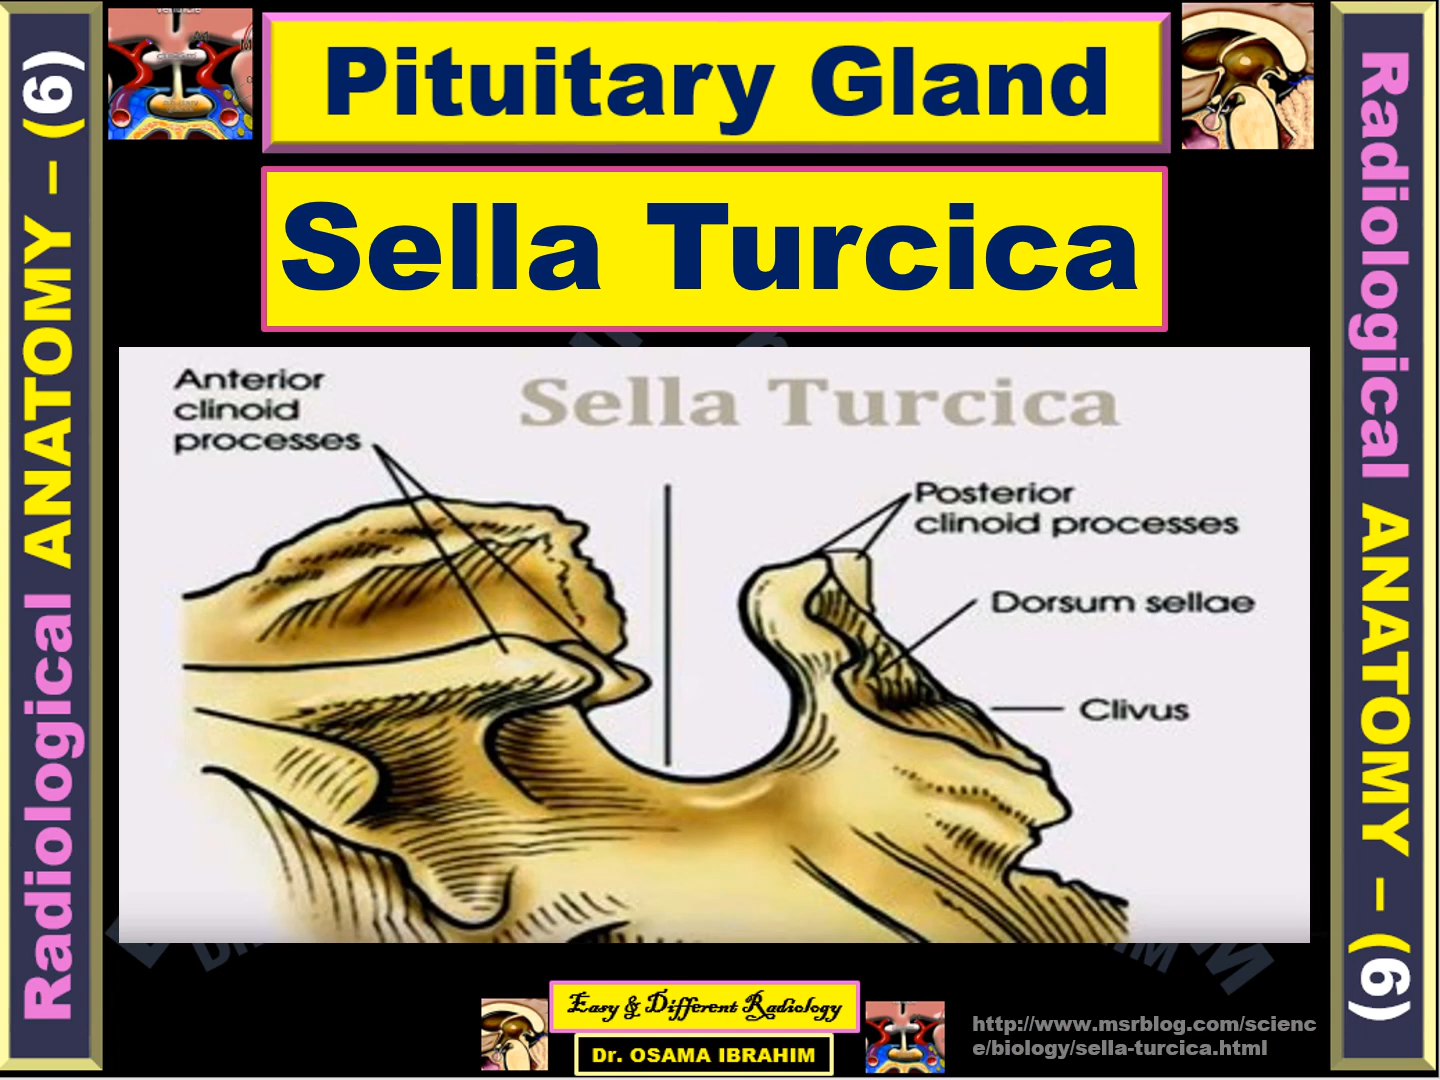 Radiological ANATOMY – (6)
Pituitary Gland
Sella Turcica
Sella Turcica
Anterior
clinoid
processes
Posterior
clinoid processes
Dorsum sellae
Clivus
Easy & Different Radiology
Dr. OSAMA IBRAHIM
http://www.msrblog.com/scienc
e/biology/sella-turcica.html
Radiological ANATOMY – (6)